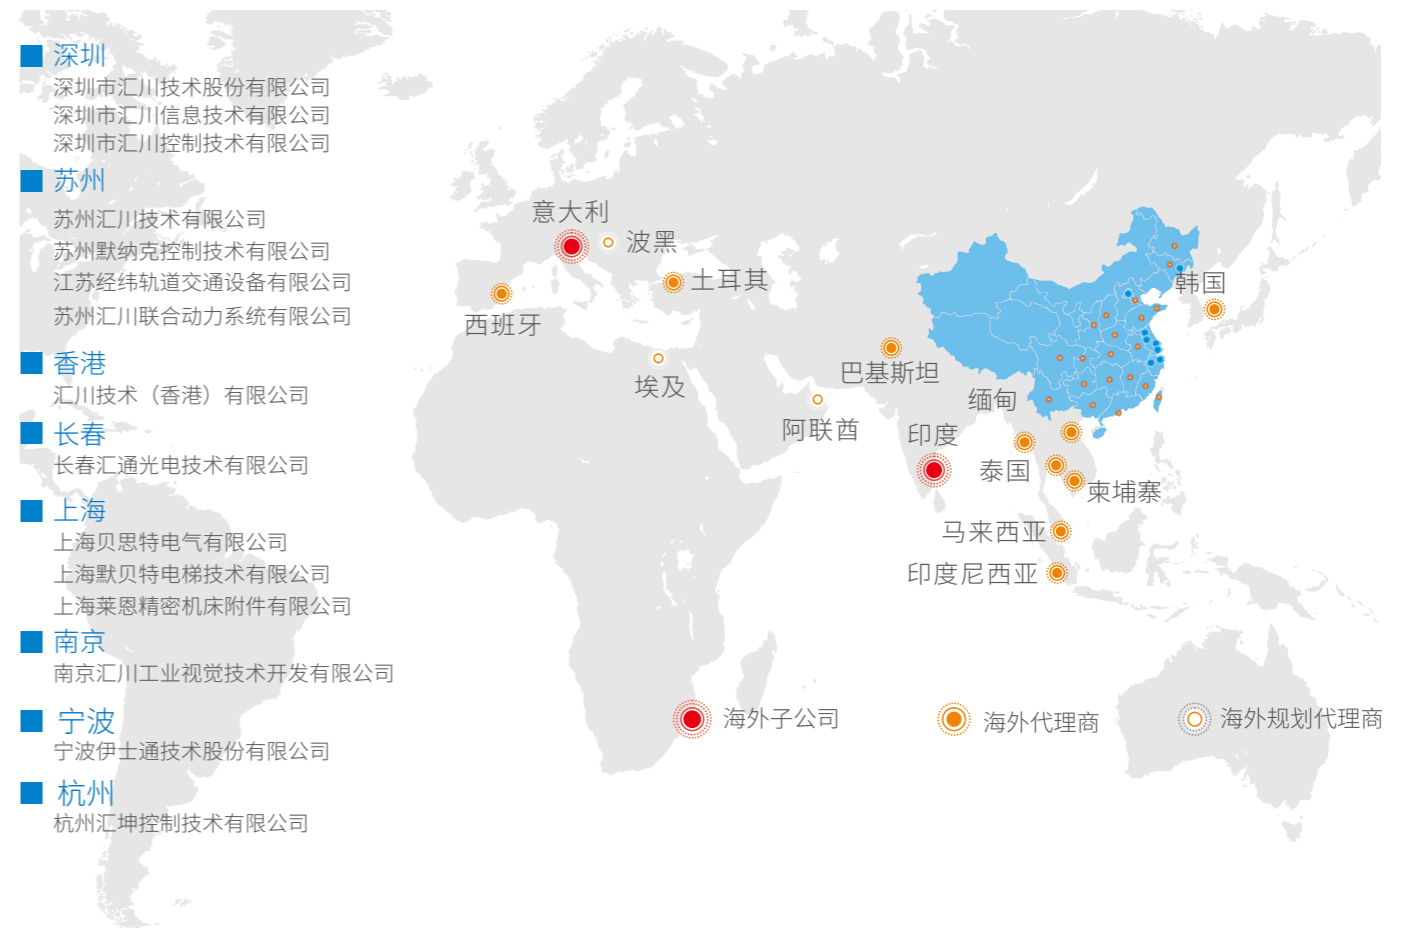 深圳
深圳市汇川技术股份有限公司
深圳市汇川信息技术有限公司
深圳市汇川控制技术有限公司
苏州
苏州汇川技术有限公司
苏州默纳克控制技术有限公司
江苏经纬轨道交通设备有限公司
苏州汇川联合动力系统有限公司
香港
汇川技术（香港）有限公司
长春
长春汇通光电技术有限公司
上海
上海贝思特电气有限公司
上海默贝特电梯技术有限公司
上海莱恩精密机床附件有限公司
南京
南京汇川工业视觉技术开发有限公司
宁波
宁波伊士通技术股份有限公司
杭州
杭州汇坤控制技术有限公司
意大利
波黑
土耳其
韩国
西班牙
埃及
巴基斯坦
缅甸
阿联酋
印度
泰国
柬埔寨
马来西亚
印度尼西亚
海外子公司
海外代理商
海外规划代理商